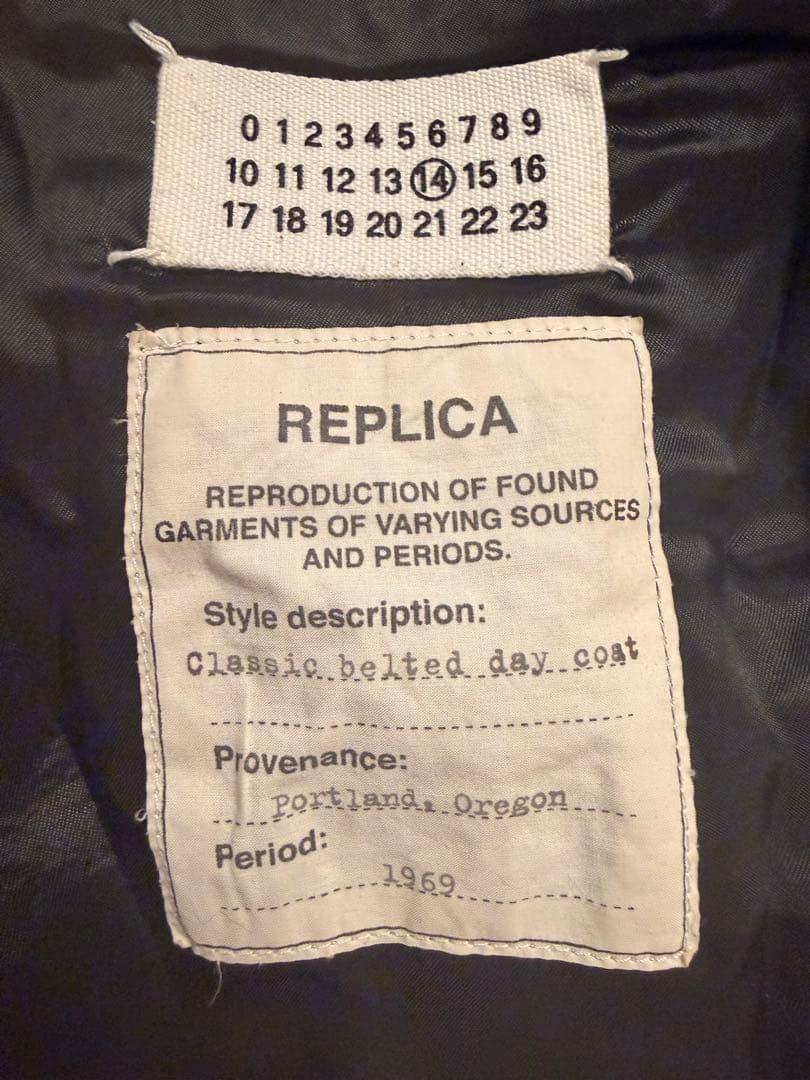 0 1 2 3 4 5 6 7 8 9
10 11 12 13 14 15 16
17 18 19 20 21 22 23
REPLICA
REPRODUCTION OF FOUND
GARMENTS OF VARYING SOURCES
AND PERIODS.
Style description:
Classic belted day coat
Provenance:
Portland, Oregon
Period:
1969